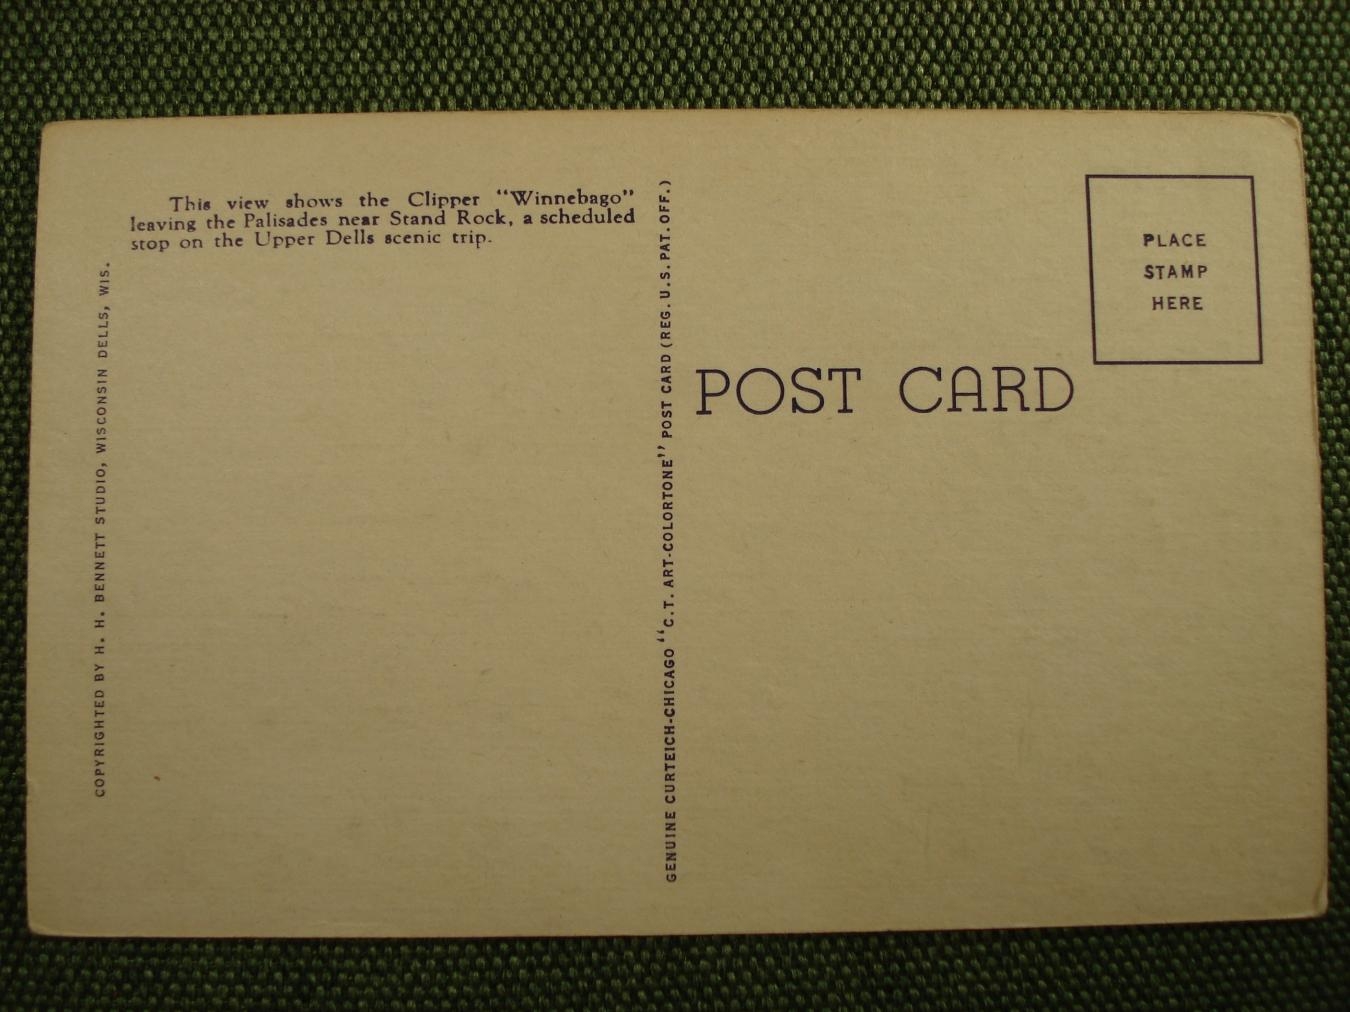 This view shows the Clipper "Winnebago"
leaving the Palisades near Stand Rock, a scheduled
stop on the Upper Dells scenic trip.
COPYRIGHTED BY H. H. BENNETT STUDIO, WISCONSIN DELLS, WIS.
GENUINE CURTEICH-CHICAGO "C.T. ART-COLORTONE" POST CARD (REG. U.S. PAT. OFF.)
PLACE
STAMP
HERE
POST CARD